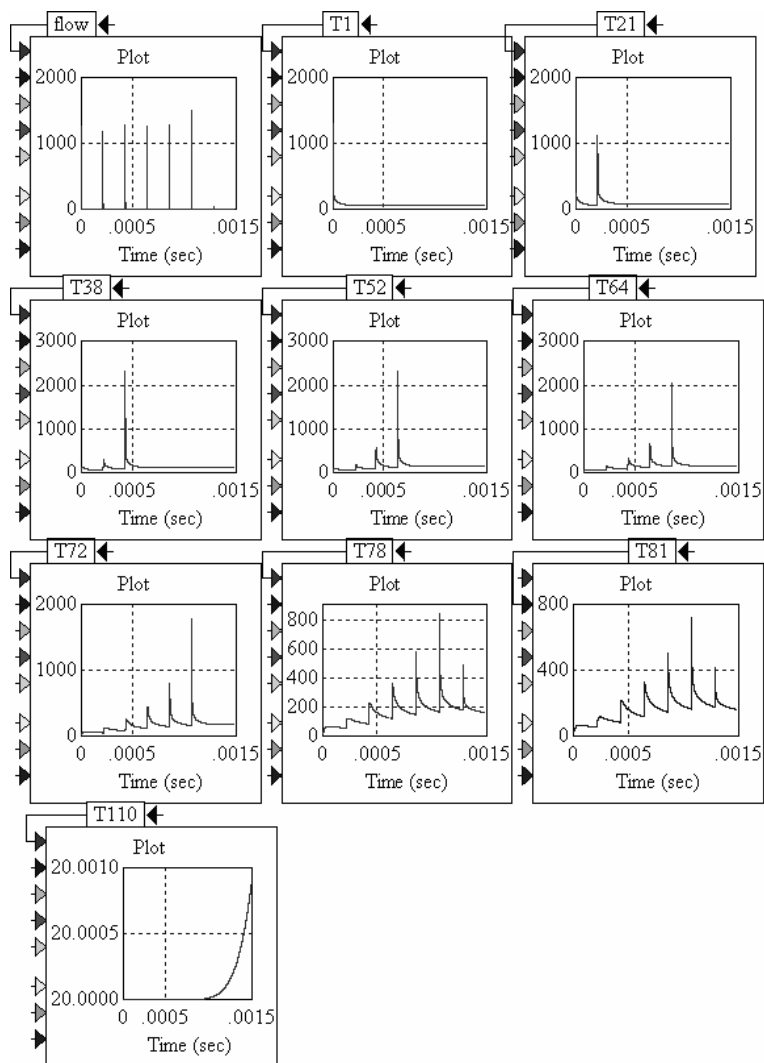 flow
Plot
2000
1000
0
0 .0005 .0015
Time (sec)
T1
Plot
2000
1000
0
0 .0005 .0015
Time (sec)
T21
Plot
2000
1000
0
0 .0005 .0015
Time (sec)
T38
Plot
3000
2000
1000
0
0 .0005 .0015
Time (sec)
T52
Plot
3000
2000
1000
0
0 .0005 .0015
Time (sec)
T64
Plot
3000
2000
1000
0
0 .0005 .0015
Time (sec)
T72
Plot
2000
1000
0
0 .0005 .0015
Time (sec)
T78
Plot
800
600
400
200
0
0 .0005 .0015
Time (sec)
T81
Plot
800
400
0
0 .0005 .0015
Time (sec)
T110
Plot
20.0010
20.0005
20.0000
0 .0005 .0015
Time (sec)